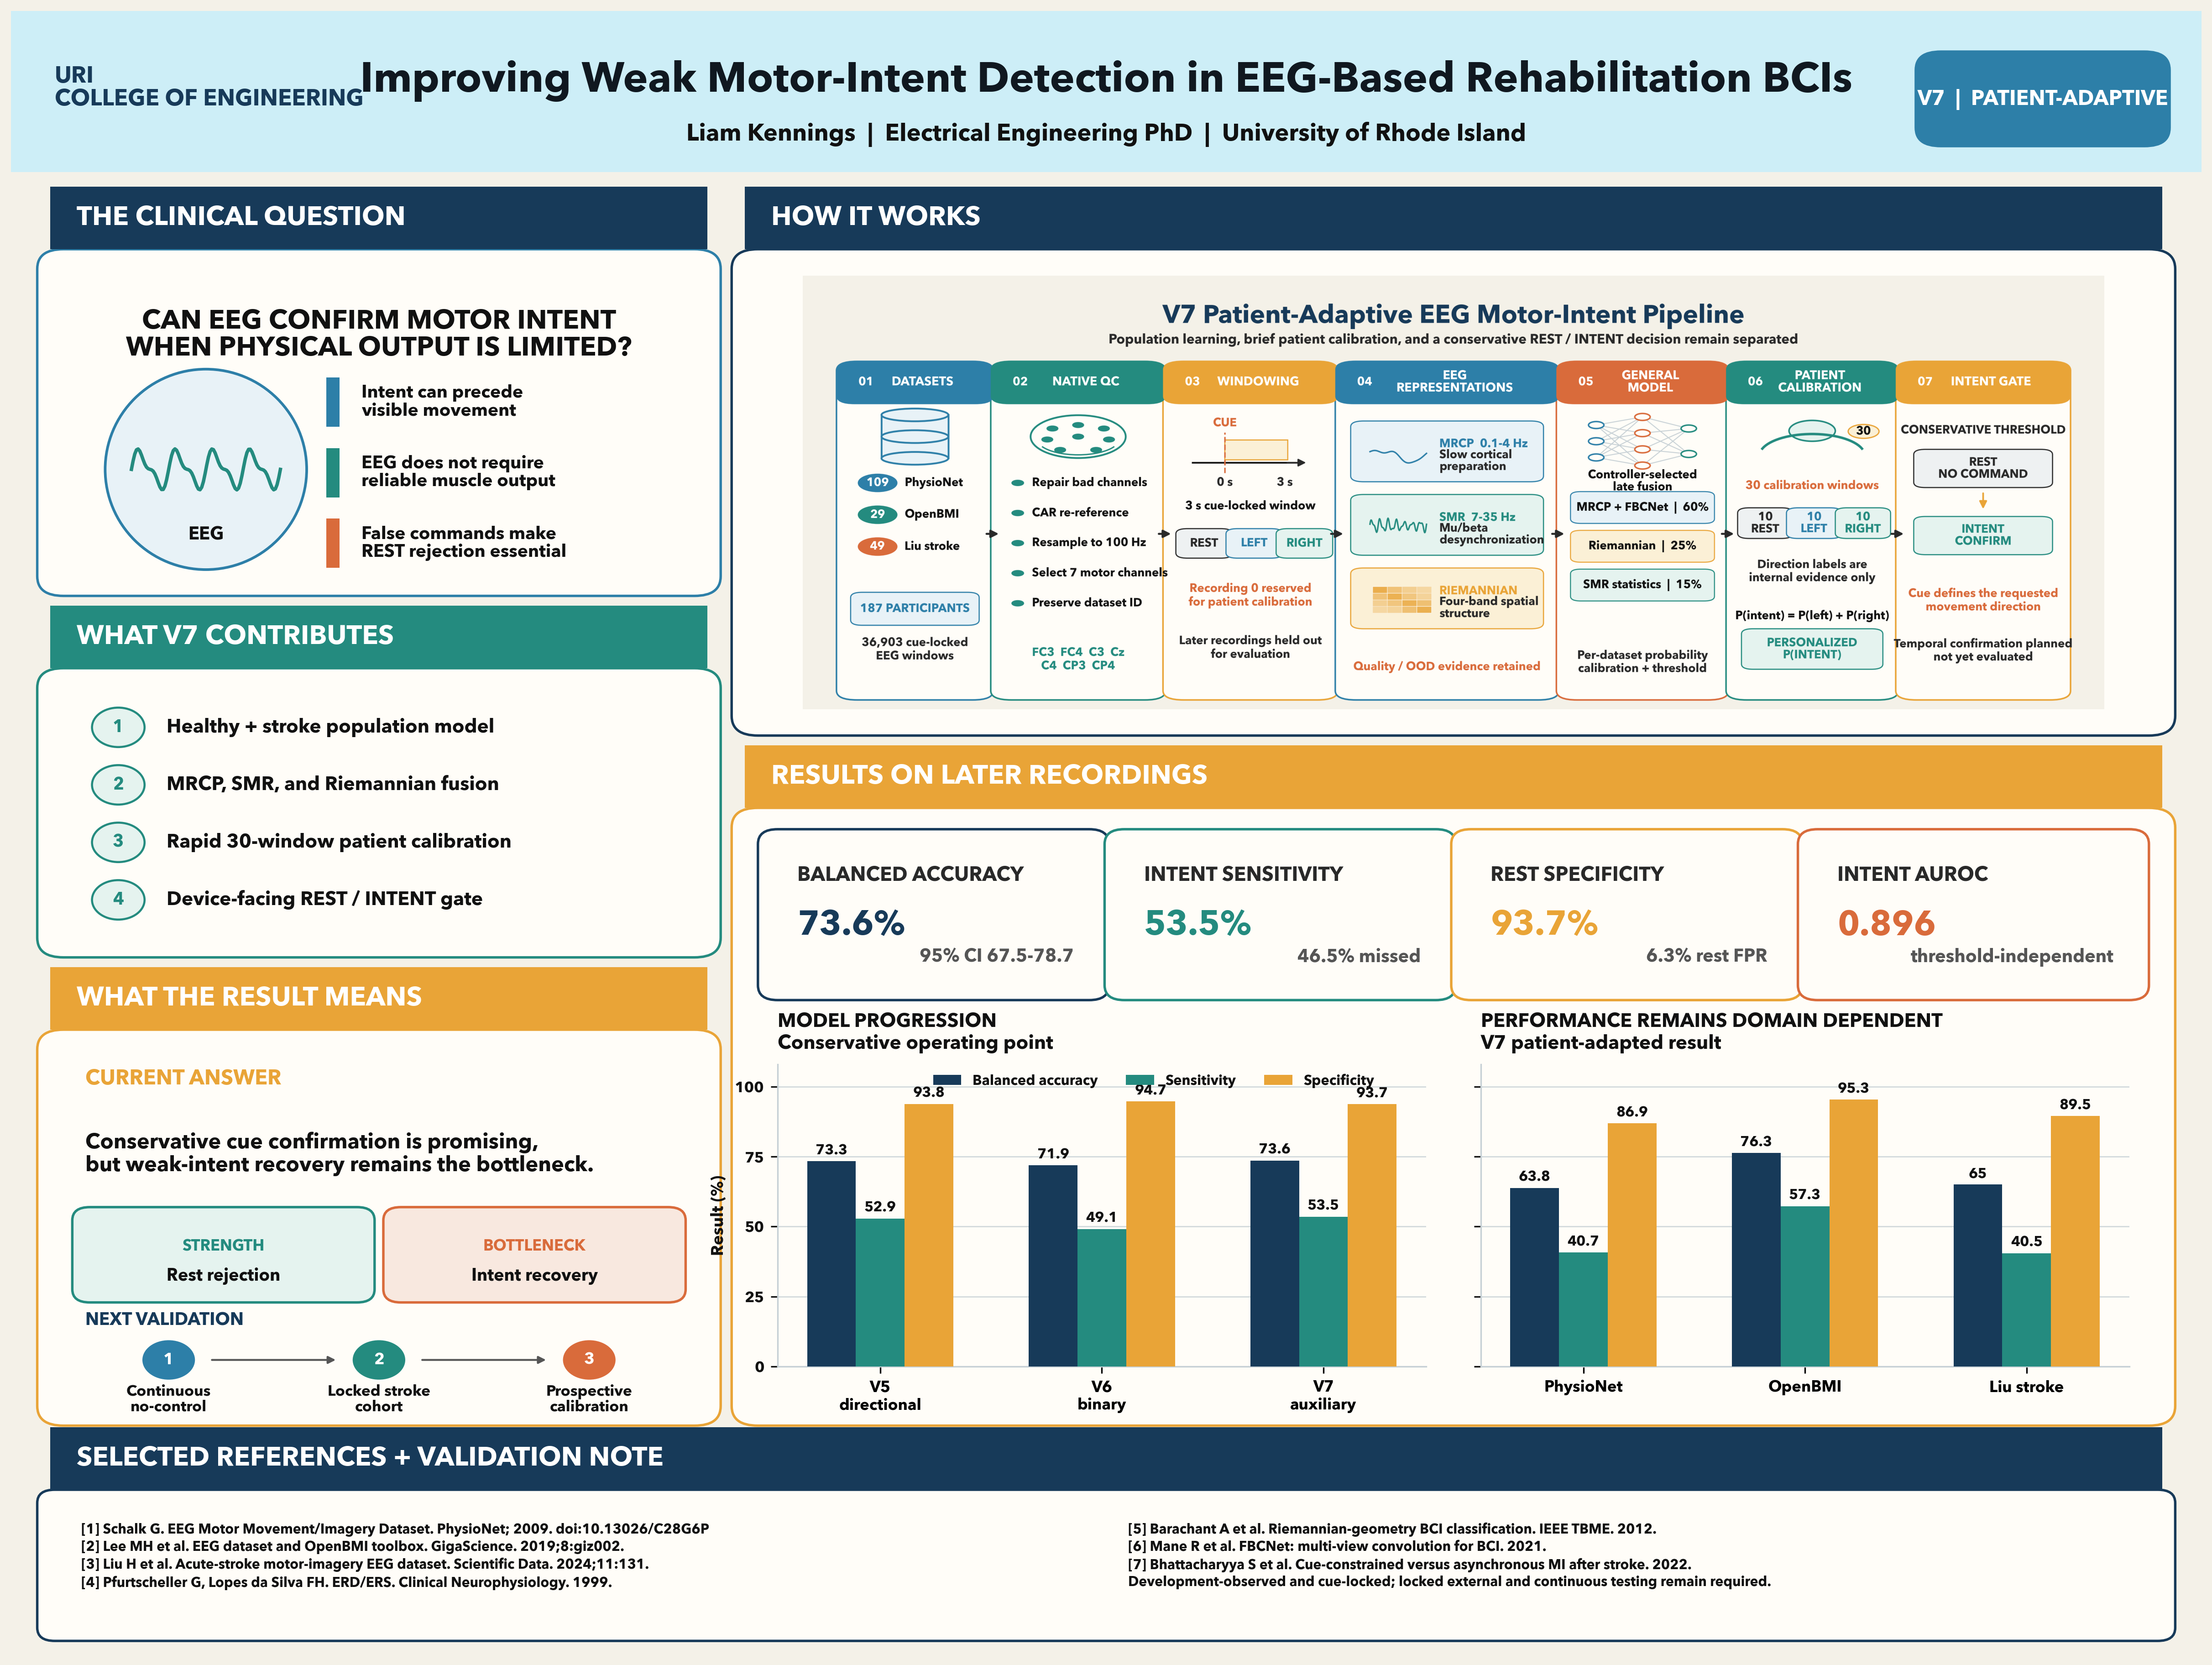 URI
COLLEGE OF ENGINEERING
Improving Weak Motor-Intent Detection in EEG-Based Rehabilitation BCIs
Liam Kennings | Electrical Engineering PhD | University of Rhode Island
V7 | PATIENT-ADAPTIVE
THE CLINICAL QUESTION
CAN EEG CONFIRM MOTOR INTENT
WHEN PHYSICAL OUTPUT IS LIMITED?
EEG
Intent can precede
visible movement
EEG does not require
reliable muscle output
False commands make
REST rejection essential
WHAT V7 CONTRIBUTES
1 Healthy + stroke population model
2 MRCP, SMR, and Riemannian fusion
3 Rapid 30-window patient calibration
4 Device-facing REST / INTENT gate
WHAT THE RESULT MEANS
CURRENT ANSWER
Conservative cue confirmation is promising,
but weak-intent recovery remains the bottleneck.
STRENGTH
Rest rejection
BOTTLENECK
Intent recovery
NEXT VALIDATION
1
Continuous
no-control
2
Locked stroke
cohort
3
Prospective
calibration
HOW IT WORKS
V7 Patient-Adaptive EEG Motor-Intent Pipeline
Population learning, brief patient calibration, and a conservative REST / INTENT decision remain separated
01 DATASETS
109 PhysioNet
29 OpenBMI
49 Liu stroke
187 PARTICIPANTS
36,903 cue-locked
EEG windows
02 NATIVE QC
Repair bad channels
CAR re-reference
Resample to 100 Hz
Select 7 motor channels
Preserve dataset ID
FC3 FC4 C3 Cz
C4 CP3 CP4
03 WINDOWING
CUE
0 s 3 s
3 s cue-locked window
REST LEFT RIGHT
Recording 0 reserved
for patient calibration
Later recordings held out
for evaluation
04 EEG
REPRESENTATIONS
MRCP 0.1-4 Hz
Slow cortical
preparation
SMR 7-35 Hz
Mu/beta
desynchronization
RIEMANNIAN
Four-band spatial
structure
Quality / OOD evidence retained
05 GENERAL
MODEL
Controller-selected
late fusion
MRCP + FBCNet | 60%
Riemannian | 25%
SMR statistics | 15%
Per-dataset probability
calibration + threshold
06 PATIENT
CALIBRATION
30
30 calibration windows
10
REST
10
LEFT
10
RIGHT
Direction labels are
internal evidence only
P(intent) = P(left) + P(right)
PERSONALIZED
P(INTENT)
07 INTENT GATE
CONSERVATIVE THRESHOLD
REST
NO COMMAND
INTENT
CONFIRM
Cue defines the requested
movement direction
Temporal confirmation planned
not yet evaluated
RESULTS ON LATER RECORDINGS
BALANCED ACCURACY
73.6%
95% CI 67.5-78.7
INTENT SENSITIVITY
53.5%
46.5% missed
REST SPECIFICITY
93.7%
6.3% rest FPR
INTENT AUROC
0.896
threshold-independent
MODEL PROGRESSION
Conservative operating point
Balanced accuracy Sensitivity Specificity
Result (%)
100
75
50
25
0
73.3
52.9
93.8
71.9
49.1
94.7
73.6
53.5
93.7
V5
directional
V6
binary
V7
auxiliary
PERFORMANCE REMAINS DOMAIN DEPENDENT
V7 patient-adapted result
63.8
40.7
86.9
76.3
57.3
95.3
65
40.5
89.5
PhysioNet
OpenBMI
Liu stroke
SELECTED REFERENCES + VALIDATION NOTE
[1] Schalk G. EEG Motor Movement/Imagery Dataset. PhysioNet; 2009. doi:10.13026/C28G6P
[2] Lee MH et al. EEG dataset and OpenBMI toolbox. GigaScience. 2019;8:giz002.
[3] Liu H et al. Acute-stroke motor-imagery EEG dataset. Scientific Data. 2024;11:131.
[4] Pfurtscheller G, Lopes da Silva FH. ERD/ERS. Clinical Neurophysiology. 1999.
[5] Barachant A et al. Riemannian-geometry BCI classification. IEEE TBME. 2012.
[6] Mane R et al. FBCNet: multi-view convolution for BCI. 2021.
[7] Bhattacharyya S et al. Cue-constrained versus asynchronous MI after stroke. 2022.
Development-observed and cue-locked; locked external and continuous testing remain required.